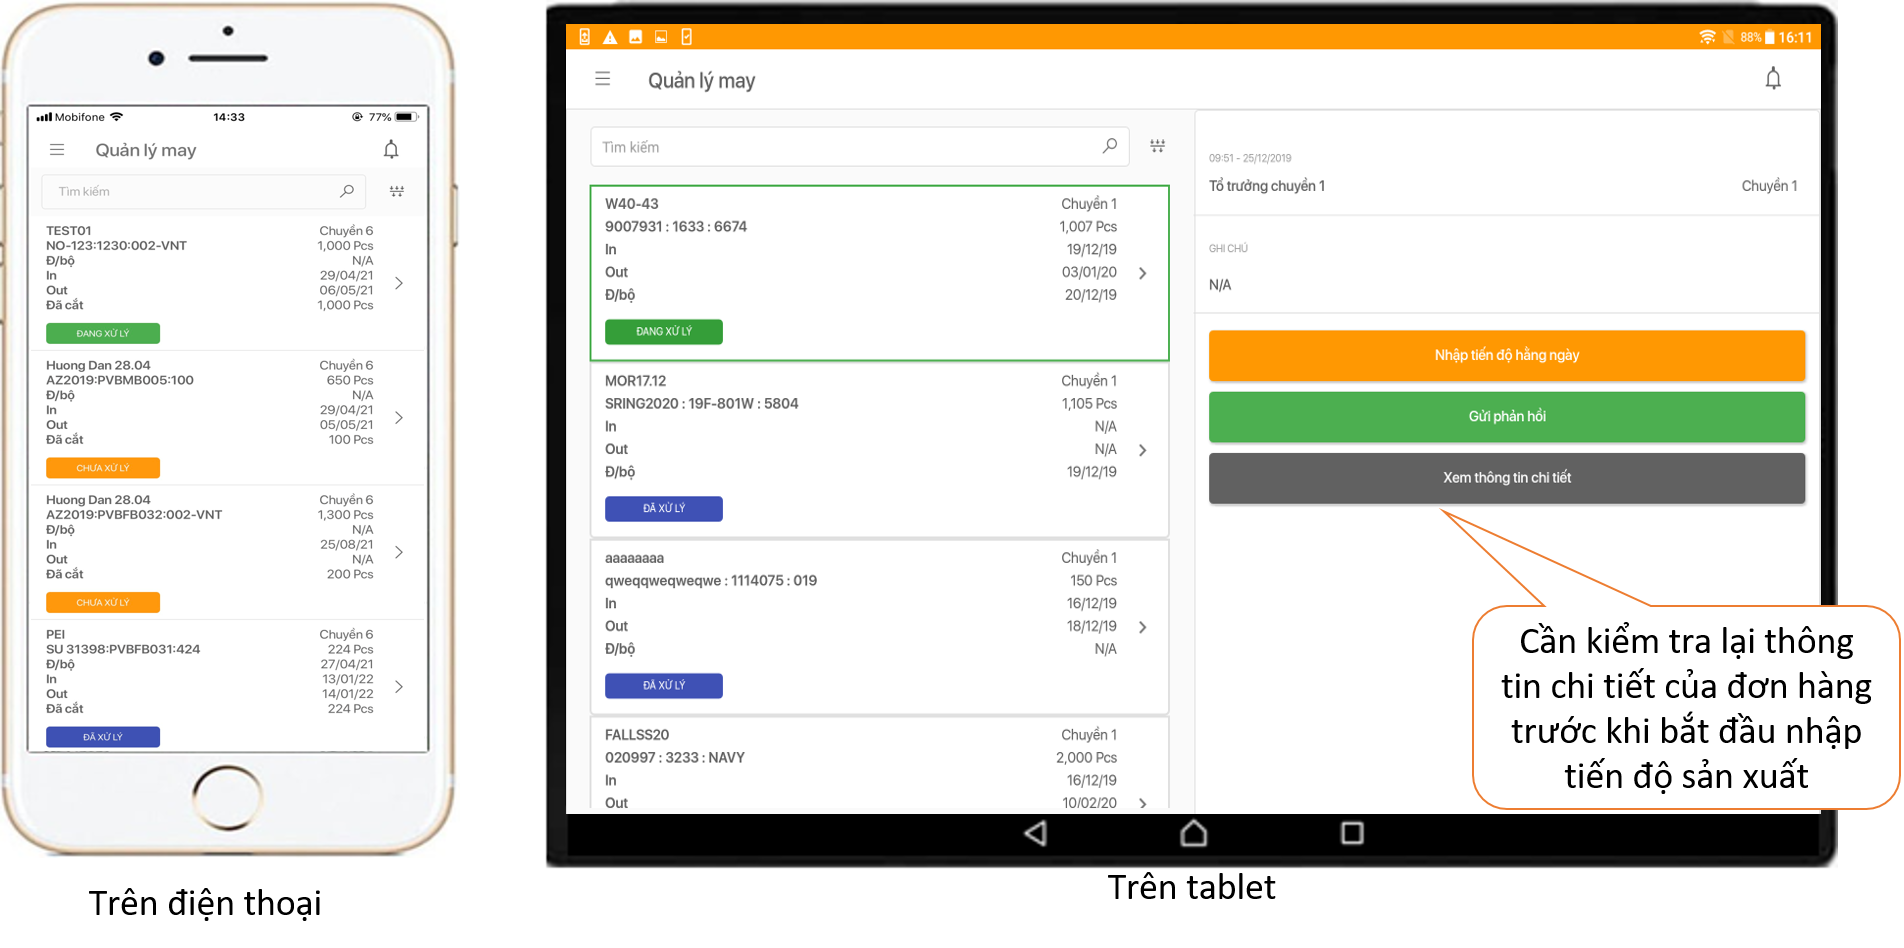 Mobifone
14:33
77%
Quản lý may
Tìm kiếm
TEST01 Chuyền 6
NO-123:1230:002-VNT 1,000 Pcs
Đ/bộ N/A
In 29/04/21
Out 06/05/21
Đã cắt 1,000 Pcs
ĐANG XỬ LÝ
Huong Dan 28.04 Chuyền 6
AZ2019:PVBMB005:100 650 Pcs
Đ/bộ N/A
In 29/04/21
Out 05/05/21
Đã cắt 100 Pcs
CHƯA XỬ LÝ
Huong Dan 28.04 Chuyền 6
AZ2019:PVBFB032:002-VNT 1,300 Pcs
Đ/bộ N/A
In 25/08/21
Out N/A
Đã cắt 200 Pcs
CHƯA XỬ LÝ
PEI Chuyền 6
SU 31398:PVBFB031:424 224 Pcs
Đ/bộ 27/04/21
In 13/01/22
Out 14/01/22
Đã cắt 224 Pcs
ĐÃ XỬ LÝ
Trên điện thoại
88% 16:11
Quản lý may
Tìm kiếm
W40-43 Chuyền 1
9007931 : 1633 : 6674 1,007 Pcs
In 19/12/19
Out 03/01/20
Đ/bộ 20/12/19
ĐANG XỬ LÝ
MOR17.12 Chuyền 1
SRING2020 : 19F-801W : 5804 1,105 Pcs
In N/A
Out N/A
Đ/bộ 19/12/19
ĐÃ XỬ LÝ
aaaaaaaa Chuyền 1
qweqqweqweqwe : 1114075 : 019 150 Pcs
In 16/12/19
Out 18/12/19
Đ/bộ N/A
ĐÃ XỬ LÝ
FALLSS20 Chuyền 1
020997 : 3233 : NAVY 2,000 Pcs
In 16/12/19
Out 10/02/20
09:51 - 25/12/2019
Tổ trưởng chuyền 1 Chuyền 1
GHI CHÚ
N/A
Nhập tiến độ hằng ngày
Gửi phản hồi
Xem thông tin chi tiết
Cần kiểm tra lại thông
tin chi tiết của đơn hàng
trước khi bắt đầu nhập
tiến độ sản xuất
Trên tablet